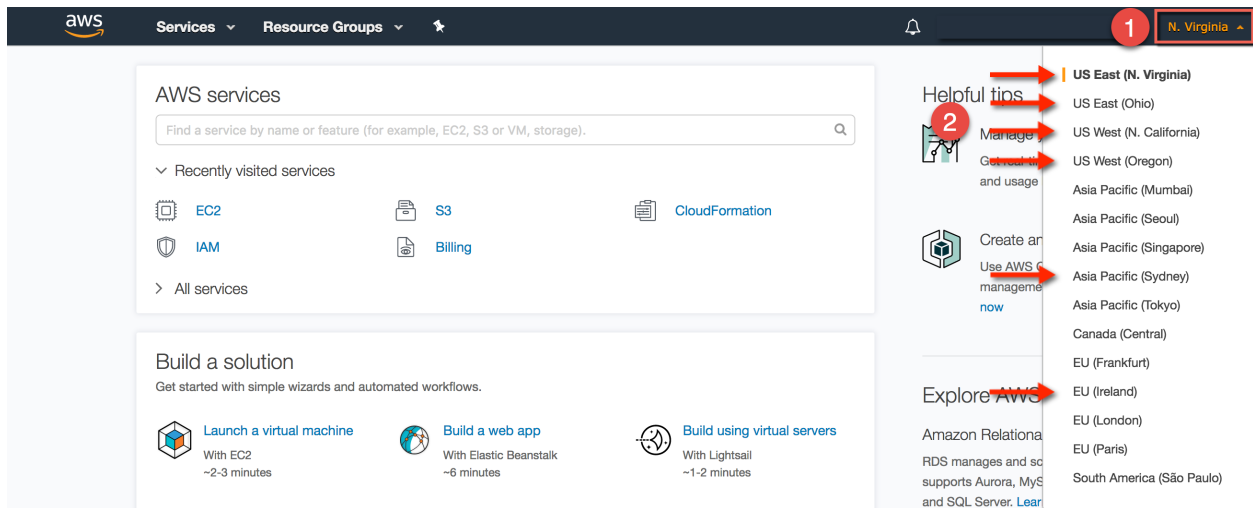 aws
Services
Resource Groups
1
N. Virginia
AWS services
Find a service by name or feature (for example, EC2, S3 or VM, storage).
Recently visited services
EC2
S3
CloudFormation
IAM
Billing
All services
Build a solution
Get started with simple wizards and automated workflows.
Launch a virtual machine
With EC2
~2-3 minutes
Build a web app
With Elastic Beanstalk
~6 minutes
Build using virtual servers
With Lightsail
~1-2 minutes
Helpful tips
2
Manage
and usage
Create an
Use AWS
now
Explore AWS
Amazon
RDS manages and
supports Aurora,
and SQL Server.
US East (N. Virginia)
US East (Ohio)
US West (N. California)
US West (Oregon)
Asia Pacific (Mumbai)
Asia Pacific (Seoul)
Asia Pacific (Singapore)
Asia Pacific (Sydney)
Asia Pacific (Tokyo)
Canada (Central)
EU (Frankfurt)
EU (Ireland)
EU (London)
EU (Paris)
South America (São Paulo)